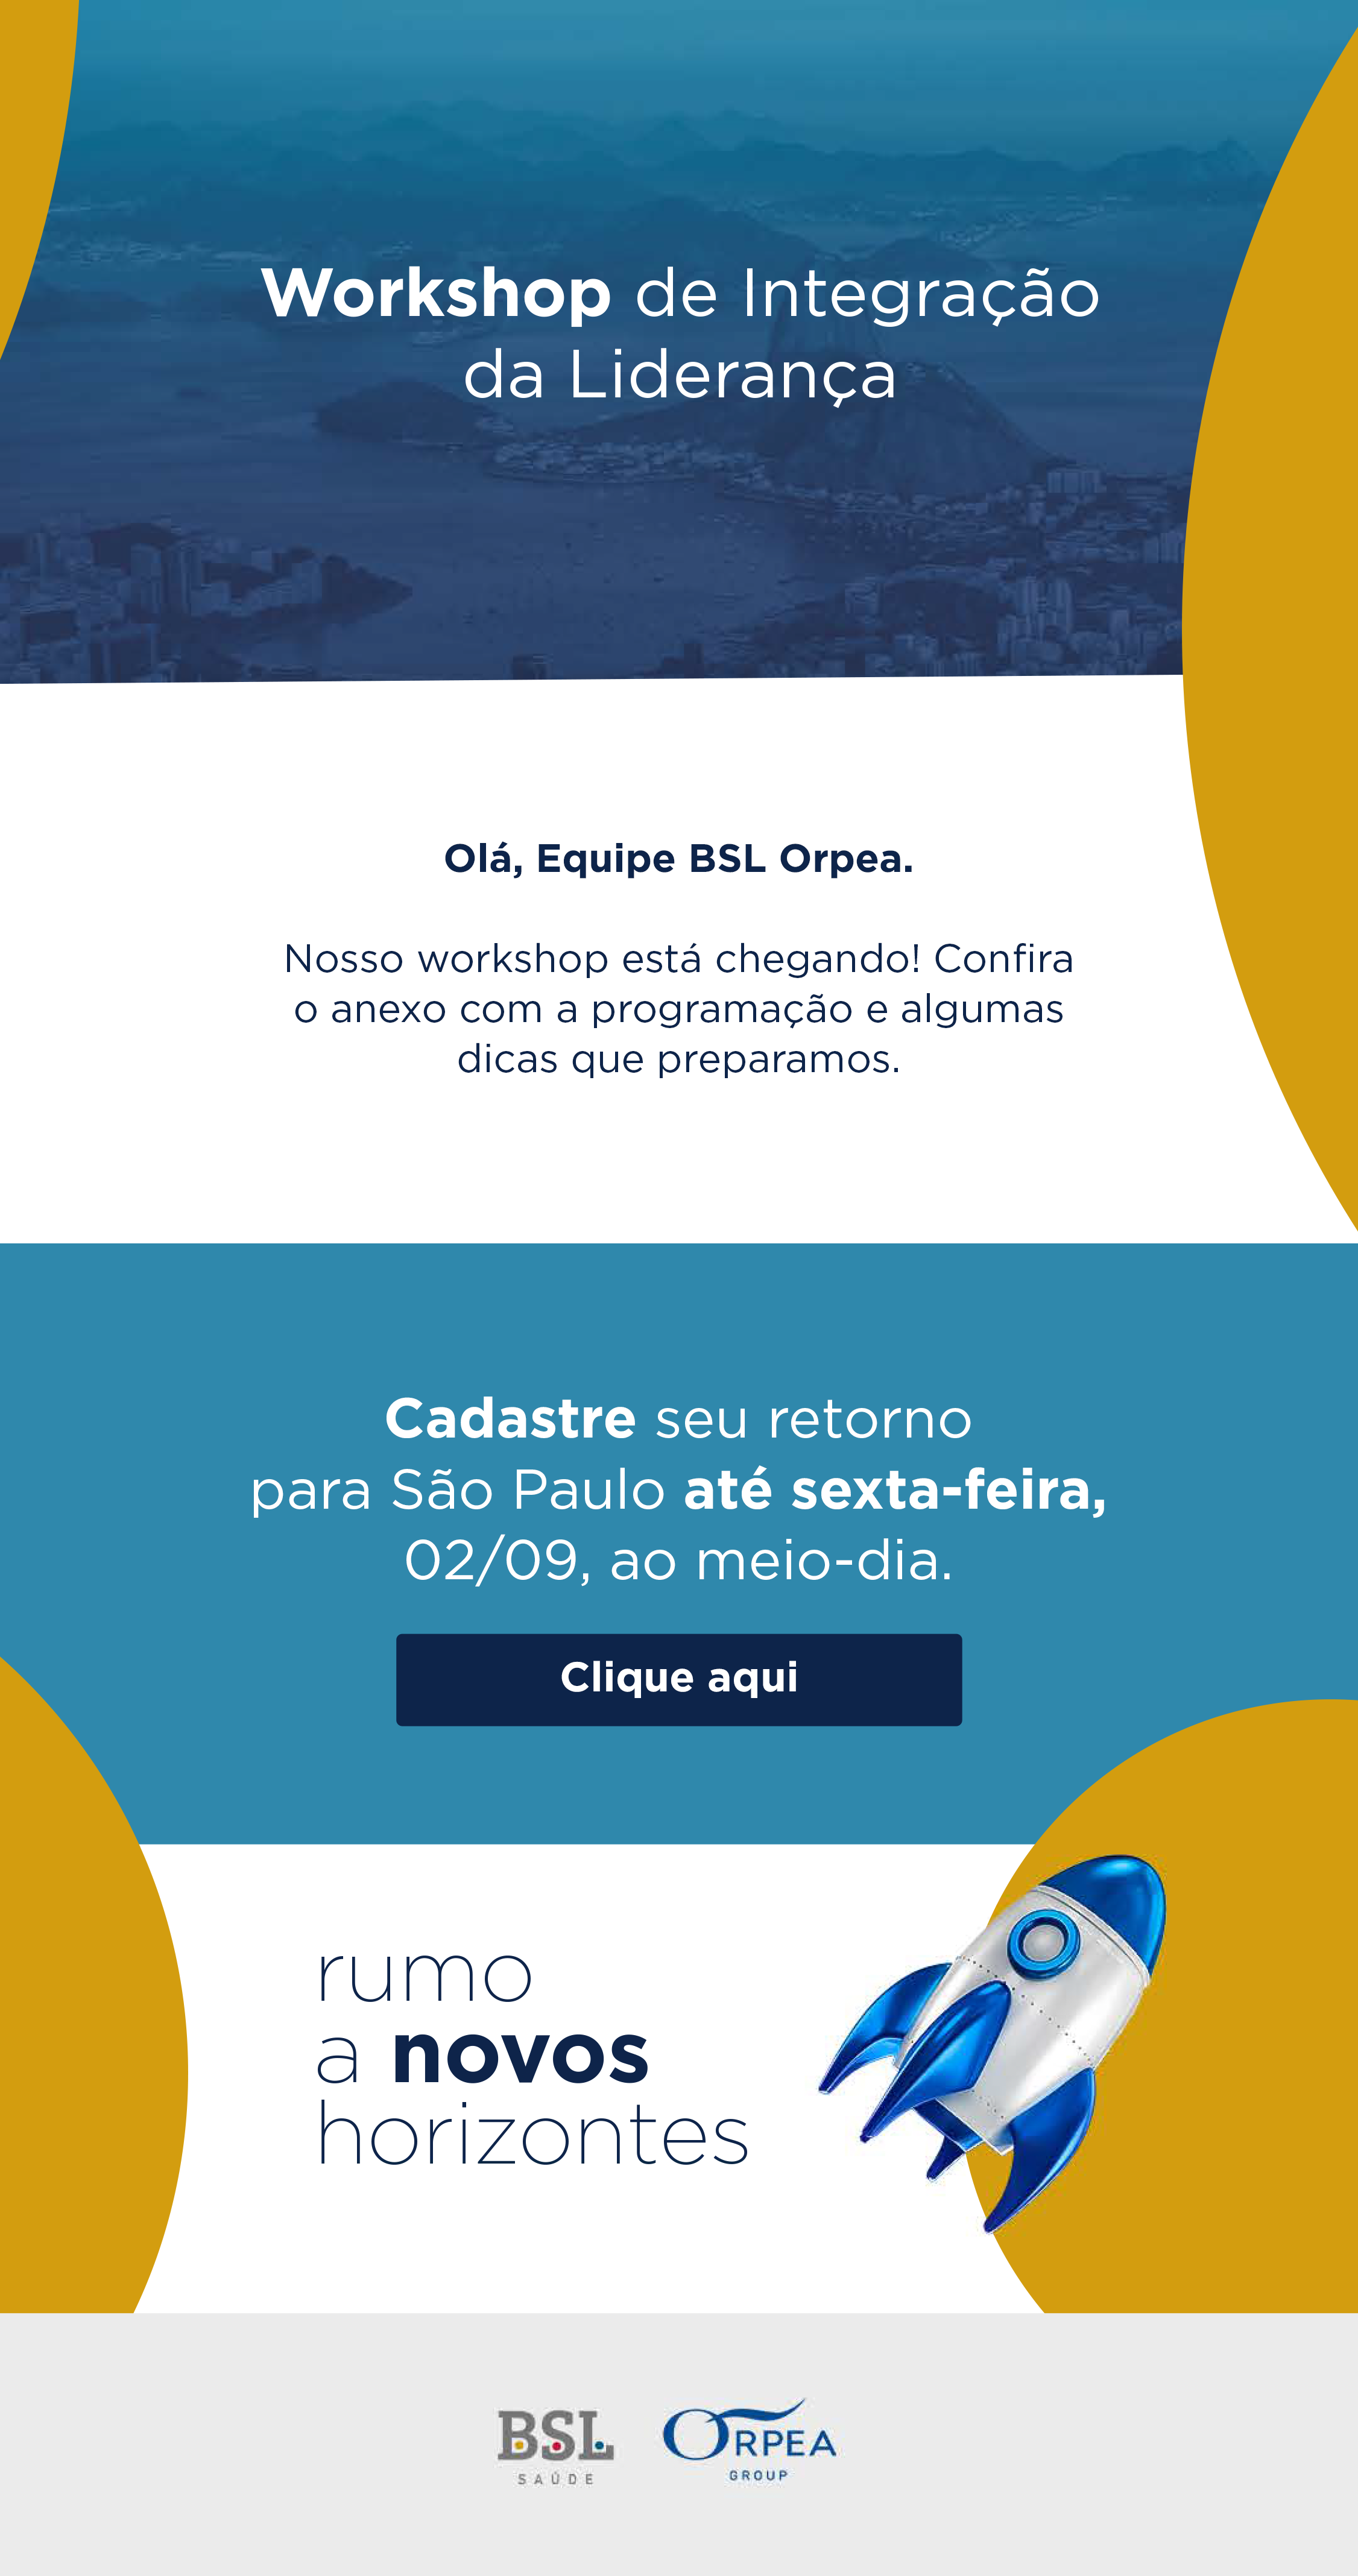 Workshop de Integração
da Liderança
Olá, Equipe BSL Orpea.
Nosso workshop está chegando! Confira
o anexo com a programação e algumas
dicas que preparamos.
Cadastre seu retorno
para São Paulo até sexta-feira,
02/09, ao meio-dia.
Clique aqui
rumo
a novos
horizontes
BSL
SAÚDE
ORPEA
GROUP